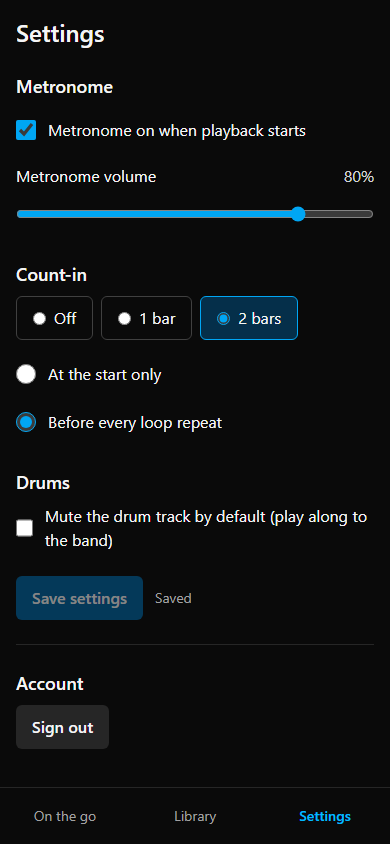 Settings
Metronome
Metronome on when playback starts
Metronome volume 80%
Count-in
Off 1 bar 2 bars
At the start only
Before every loop repeat
Drums
Mute the drum track by default (play along to
the band)
Save settings Saved
Account
Sign out
On the go Library Settings